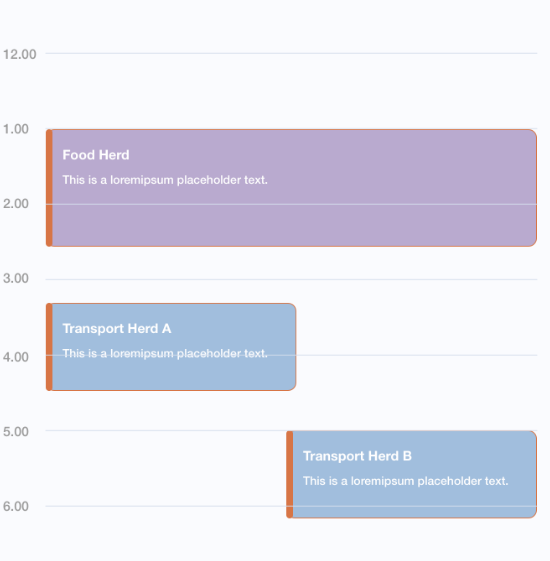 12.00
1.00
Food Herd
This is a loremipsum placeholder text.
2.00
3.00
Transport Herd A
This is a loremipsum placeholder text.
4.00
5.00
Transport Herd B
This is a loremipsum placeholder text.
6.00